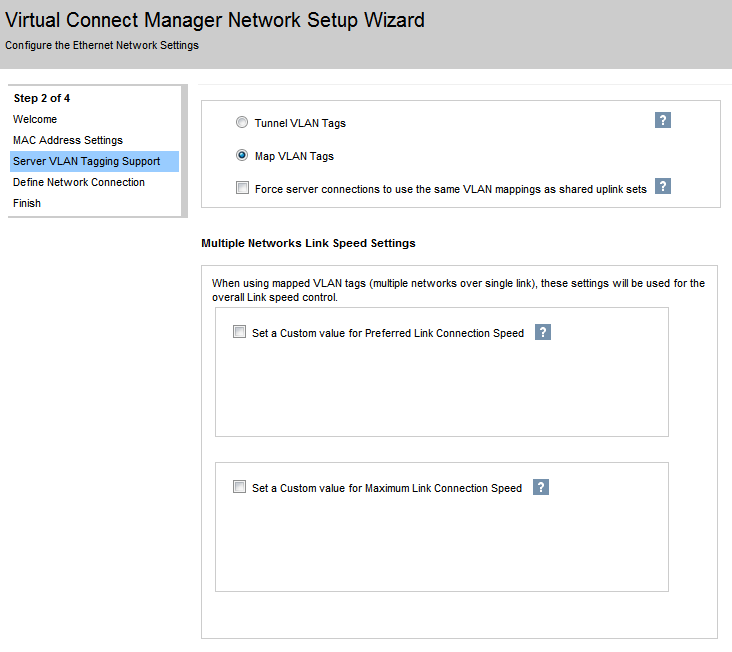 Virtual Connect Manager Network Setup Wizard
Configure the Ethernet Network Settings
Step 2 of 4
Welcome
MAC Address Settings
Server VLAN Tagging Support
Define Network Connection
Finish
Tunnel VLAN Tags ?
Map VLAN Tags
Force server connections to use the same VLAN mappings as shared uplink sets ?
Multiple Networks Link Speed Settings
When using mapped VLAN tags (multiple networks over single link), these settings will be used for the
overall Link speed control.
Set a Custom value for Preferred Link Connection Speed ?
Set a Custom value for Maximum Link Connection Speed ?